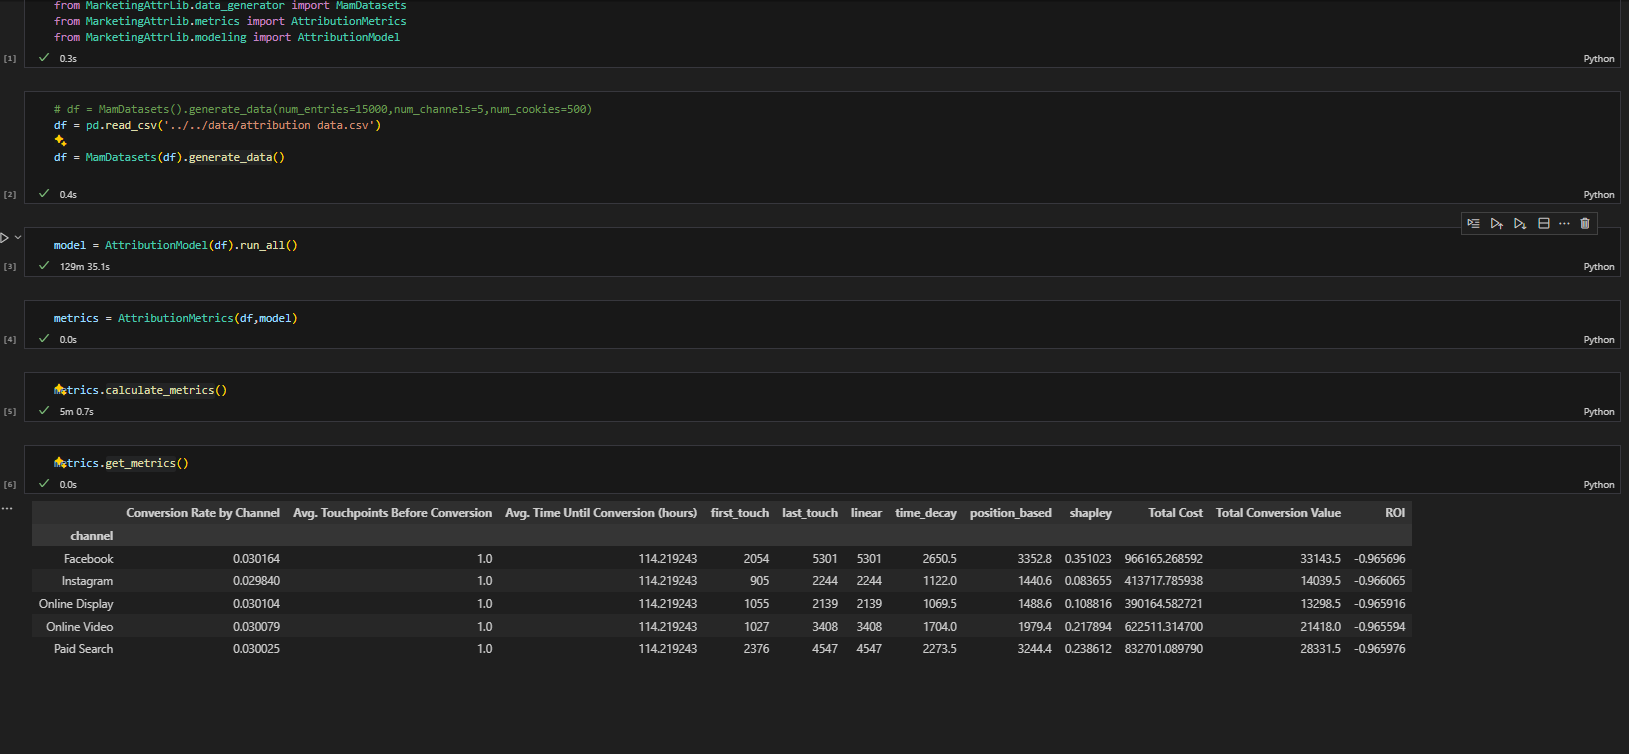 from MarketingAttrLib.data_generator import MamDatasets
from MarketingAttrLib.metrics import AttributionMetrics
from MarketingAttrLib.modeling import AttributionModel
[1] 0.3s Python
# df = MamDatasets().generate_data(num_entries=15000,num_channels=5,num_cookies=500)
df = pd.read_csv('../../data/attribution data.csv')
df = MamDatasets(df).generate_data()
[2] 0.4s Python
model = AttributionModel(df).run_all()
[3] 129m 35.1s Python
metrics = AttributionMetrics(df,model)
[4] 0.0s Python
metrics.calculate_metrics()
[5] 5m 0.7s Python
metrics.get_metrics()
[6] 0.0s Python
Conversion Rate by Channel Avg. Touchpoints Before Conversion Avg. Time Until Conversion (hours) first_touch last_touch linear time_decay position_based shapley Total Cost Total Conversion Value ROI
channel
Facebook 0.030164 1.0 114.219243 2054 5301 5301 2650.5 3352.8 0.351023 966165.268592 33143.5 -0.965696
Instagram 0.029840 1.0 114.219243 905 2244 2244 1122.0 1440.6 0.083655 413717.785938 14039.5 -0.966065
Online Display 0.030104 1.0 114.219243 1055 2139 2139 1069.5 1488.6 0.108816 390164.582721 13298.5 -0.965916
Online Video 0.030079 1.0 114.219243 1027 3408 3408 1704.0 1979.4 0.217894 622511.314700 21418.0 -0.965594
Paid Search 0.030025 1.0 114.219243 2376 4547 4547 2273.5 3244.4 0.238612 832701.089790 28331.5 -0.965976